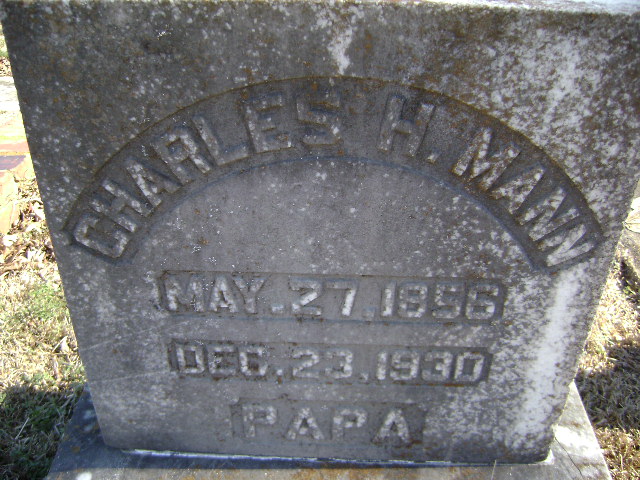 CHARLES H. MANN
MAY. 27. 1856
DEC. 23. 1930
PAPA